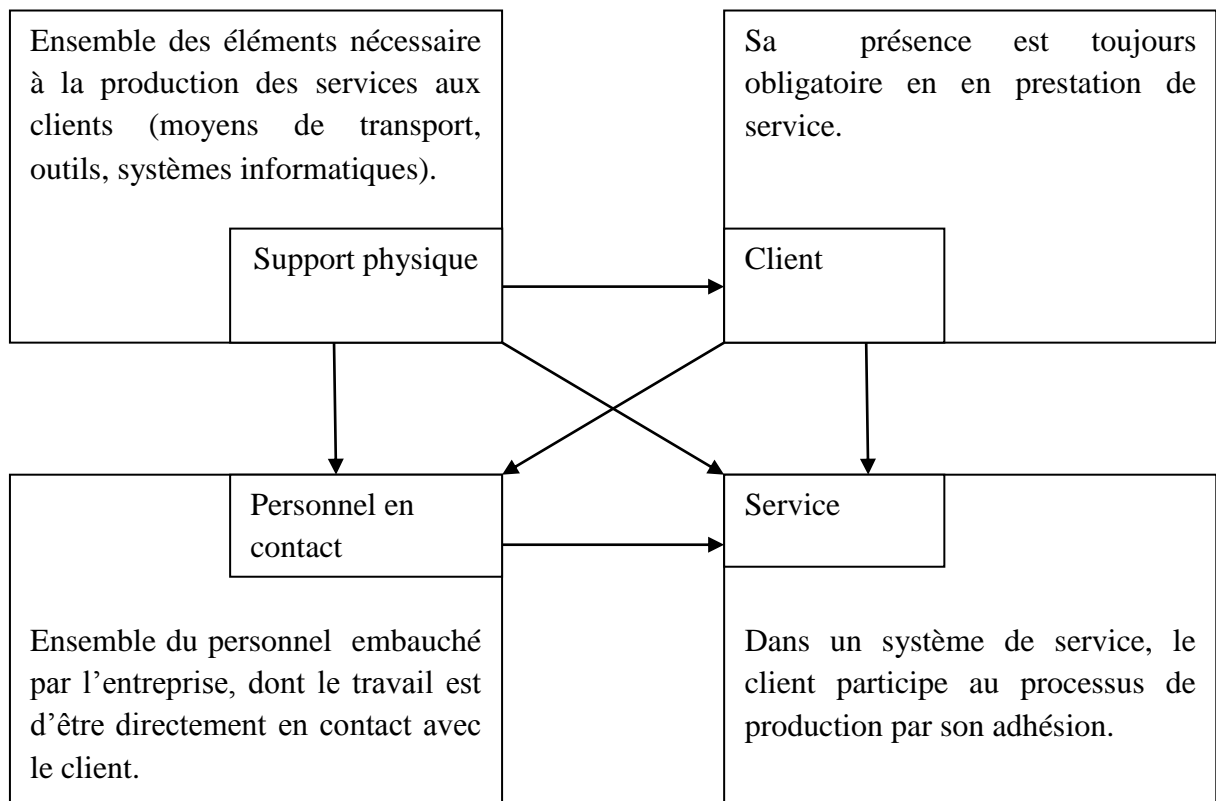 Ensemble des éléments nécessaire
à la production des services aux
clients (moyens de transport,
outils, systèmes informatiques).
Support physique
Sa présence est toujours
obligatoire en en prestation de
service.
Client
Personnel en
contact
Ensemble du personnel embauché
par l’entreprise, dont le travail est
d’être directement en contact avec
le client.
Service
Dans un système de service, le
client participe au processus de
production par son adhésion.